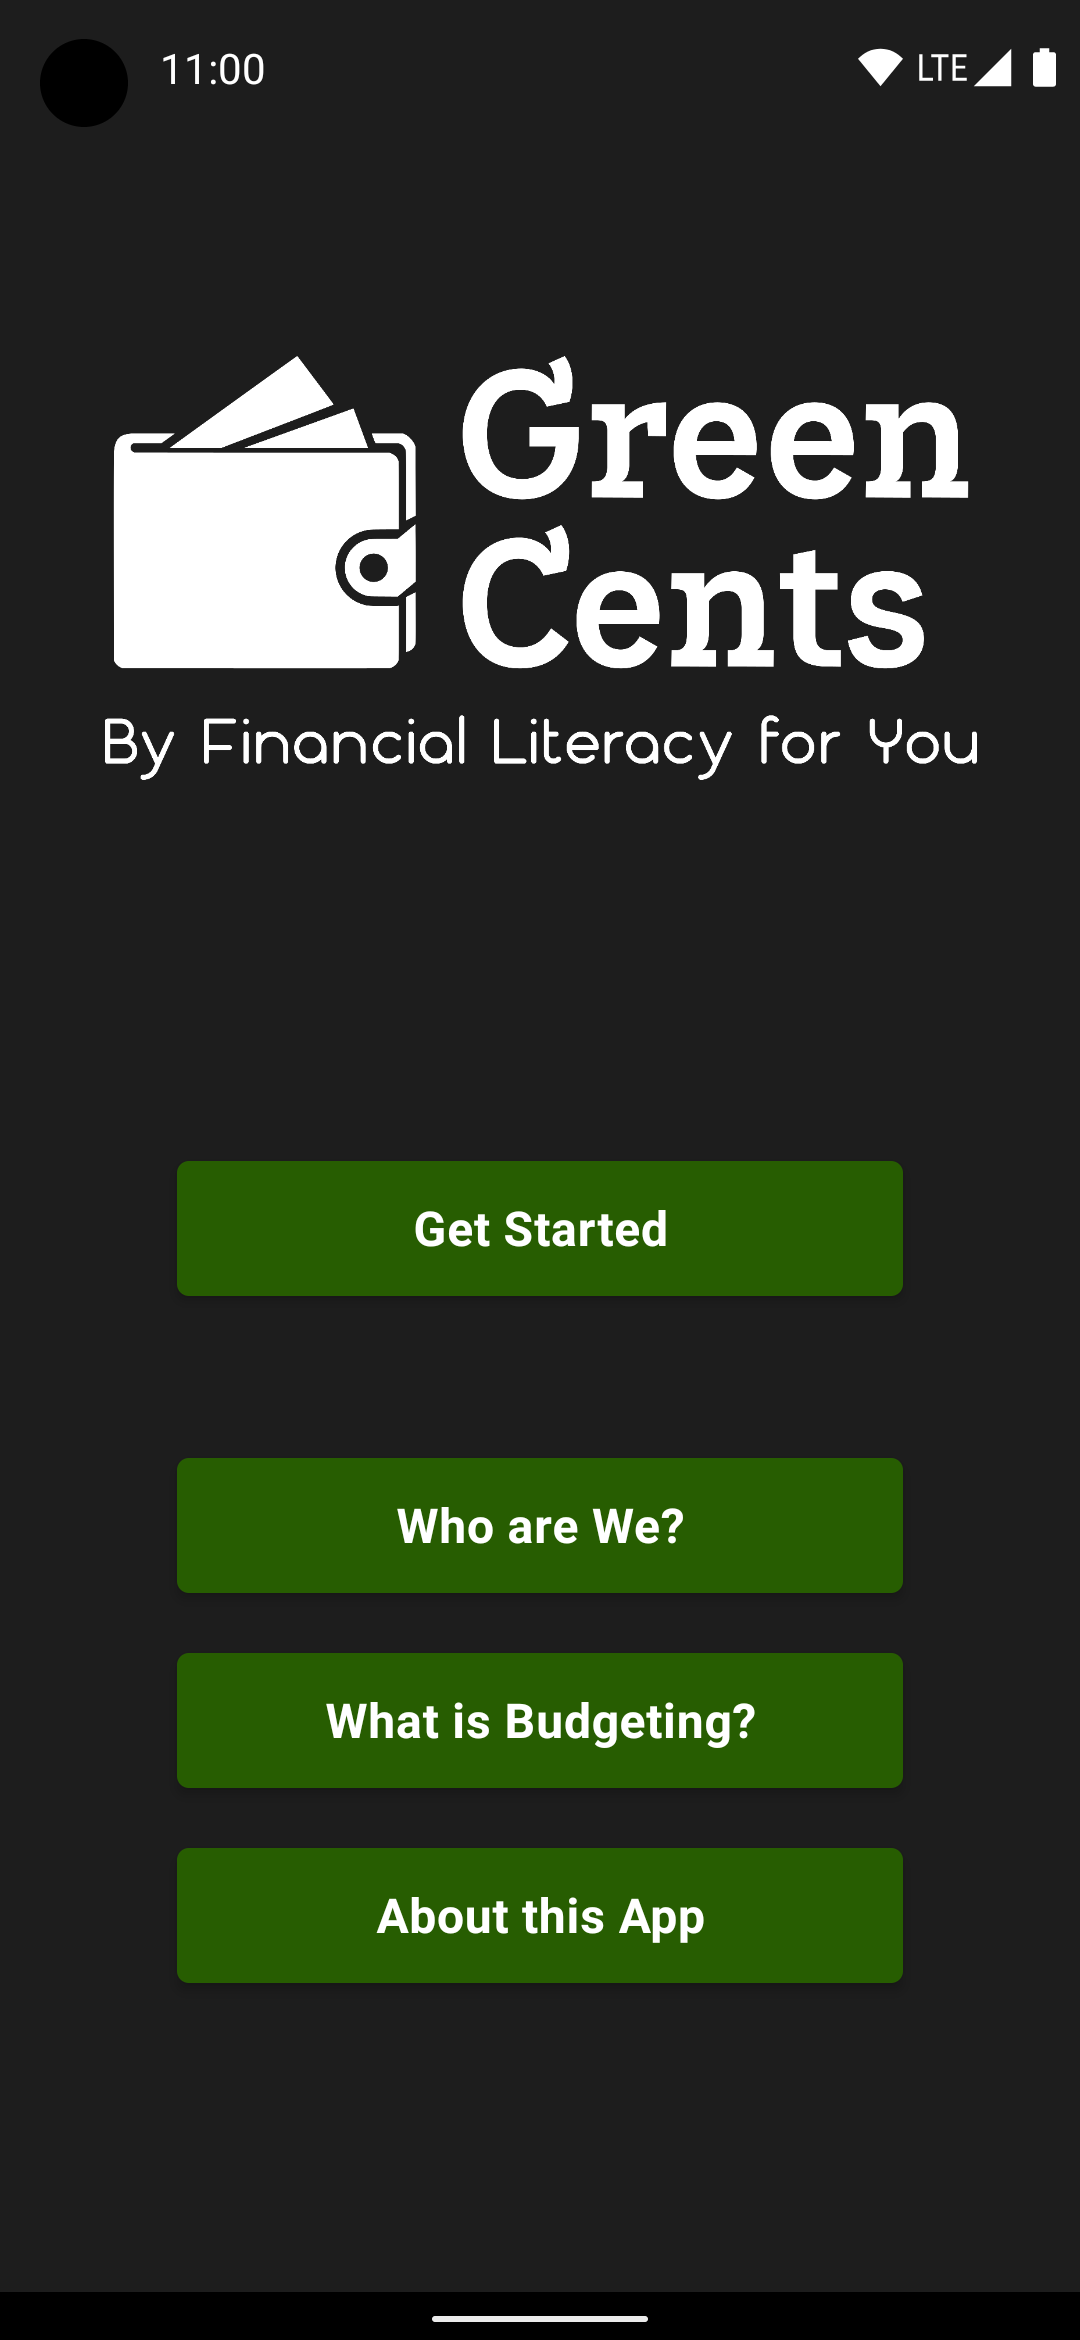 11:00
LTE
Green
Cents
By Financial Literacy for You
Get Started
Who are We?
What is Budgeting?
About this App